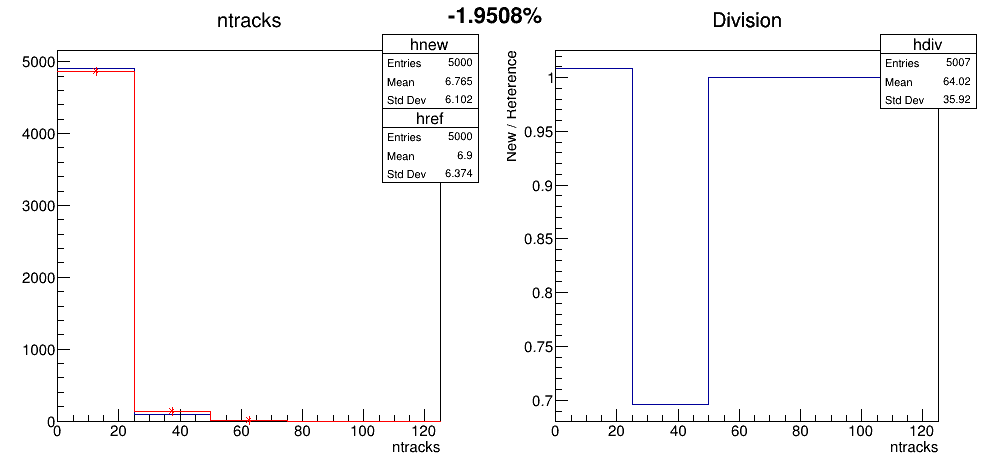 -1.9508%
ntracks
hnew
Entries 5000
Mean 6.765
Std Dev 6.102
href
Entries 5000
Mean 6.9
Std Dev 6.374
5000
4000
3000
2000
1000
0
0 20 40 60 80 100 120
ntracks
Division
hdiv
Entries 5007
Mean 64.02
Std Dev 35.92
New / Reference
1
0.95
0.9
0.85
0.8
0.75
0.7
0 20 40 60 80 100 120
ntracks